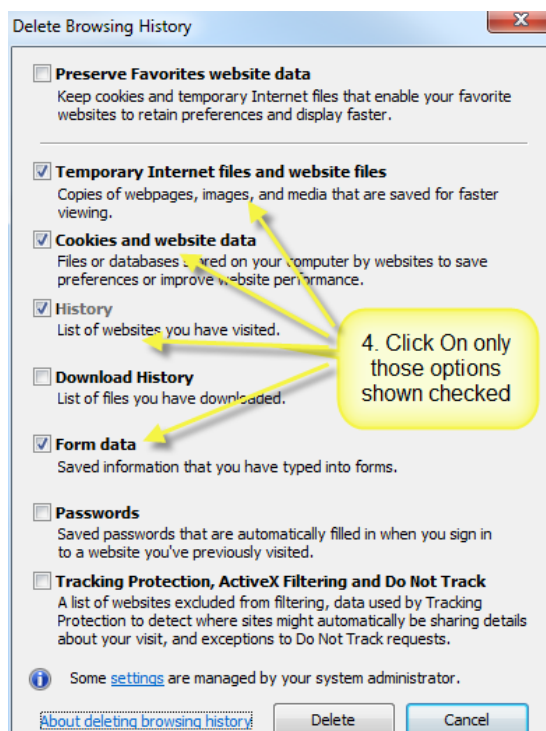 Delete Browsing History
Preserve Favorites website data
Keep cookies and temporary Internet files that enable your favorite
websites to retain preferences and display faster.
Temporary Internet files and website files
Copies of webpages, images, and media that are saved for faster
viewing.
Cookies and website data
Files or databases stored on your computer by websites to save
preferences or improve website performance.
History
List of websites you have visited.
4. Click On only
those options
shown checked
Download History
List of files you have downloaded.
Form data
Saved information that you have typed into forms.
Passwords
Saved passwords that are automatically filled in when you sign in
to a website you've previously visited.
Tracking Protection, ActiveX Filtering and Do Not Track
A list of websites excluded from filtering, data used by Tracking
Protection to detect where sites might automatically be sharing details
about your visit, and exceptions to Do Not Track requests.
Some settings are managed by your system administrator.
About deleting browsing history
Delete
Cancel